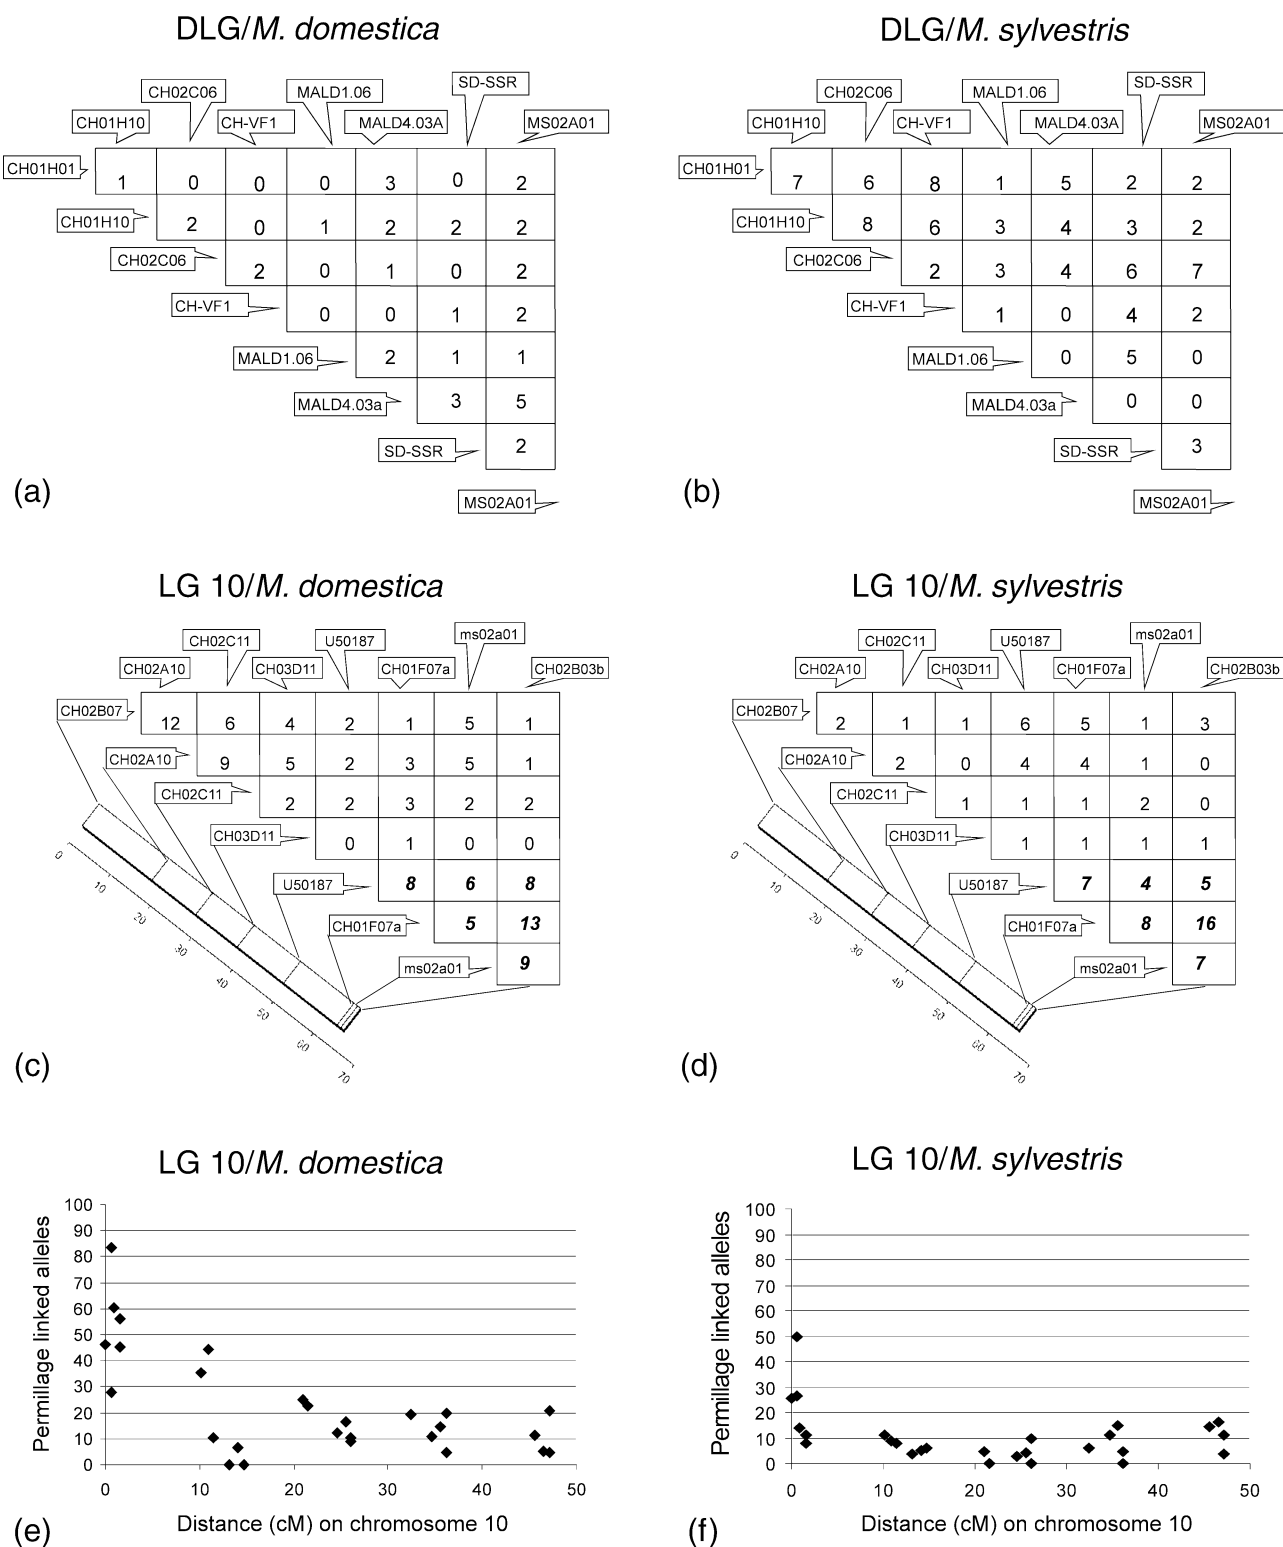 DLG/M. domestica
CH02C06 MALD1.06 SD-SSR
CH01H10 CH-VF1 MALD4.03A MS02A01
CH01H01 1 0 0 0 3 0 2
CH01H10 2 0 1 2 2 2
CH02C06 2 0 1 0 2
CH-VF1 0 0 1 2
MALD1.06 2 1 1
MALD4.03a 3 5
SD-SSR 2
(a) MS02A01
DLG/M. sylvestris
CH02C06 MALD1.06 SD-SSR
CH01H10 CH-VF1 MALD4.03A MS02A01
CH01H01 7 6 8 1 5 2 2
CH01H10 8 6 3 4 3 2
CH02C06 2 3 4 6 7
CH-VF1 1 0 4 2
MALD1.06 0 5 0
MALD4.03a 0 0
SD-SSR 3
(b) MS02A01
LG 10/M. domestica
CH02C11 U50187 ms02a01
CH02A10 CH03D11 CH01F07a CH02B03b
CH02B07 12 6 4 2 1 5 1
CH02A10 9 5 2 3 5 1
CH02C11 2 2 3 2 2
CH03D11 0 1 0 0
U50187 8 6 8
CH01F07a 5 13
ms02a01 9
0 10 20 30 40 50 60 70
(c)
LG 10/M. sylvestris
CH02C11 U50187 ms02a01
CH02A10 CH03D11 CH01F07a CH02B03b
CH02B07 2 1 1 6 5 1 3
CH02A10 2 0 4 4 1 0
CH02C11 1 1 1 2 0
CH03D11 1 1 1 1
U50187 7 4 5
CH01F07a 8 16
ms02a01 7
0 10 20 30 40 50 60 70
(d)
LG 10/M. domestica
Permillage linked alleles
100
90
80
70
60
50
40
30
20
10
0
0 10 20 30 40 50
(e) Distance (cM) on chromosome 10
LG 10/M. sylvestris
Permillage linked alleles
100
90
80
70
60
50
40
30
20
10
0
0 10 20 30 40 50
(f) Distance (cM) on chromosome 10